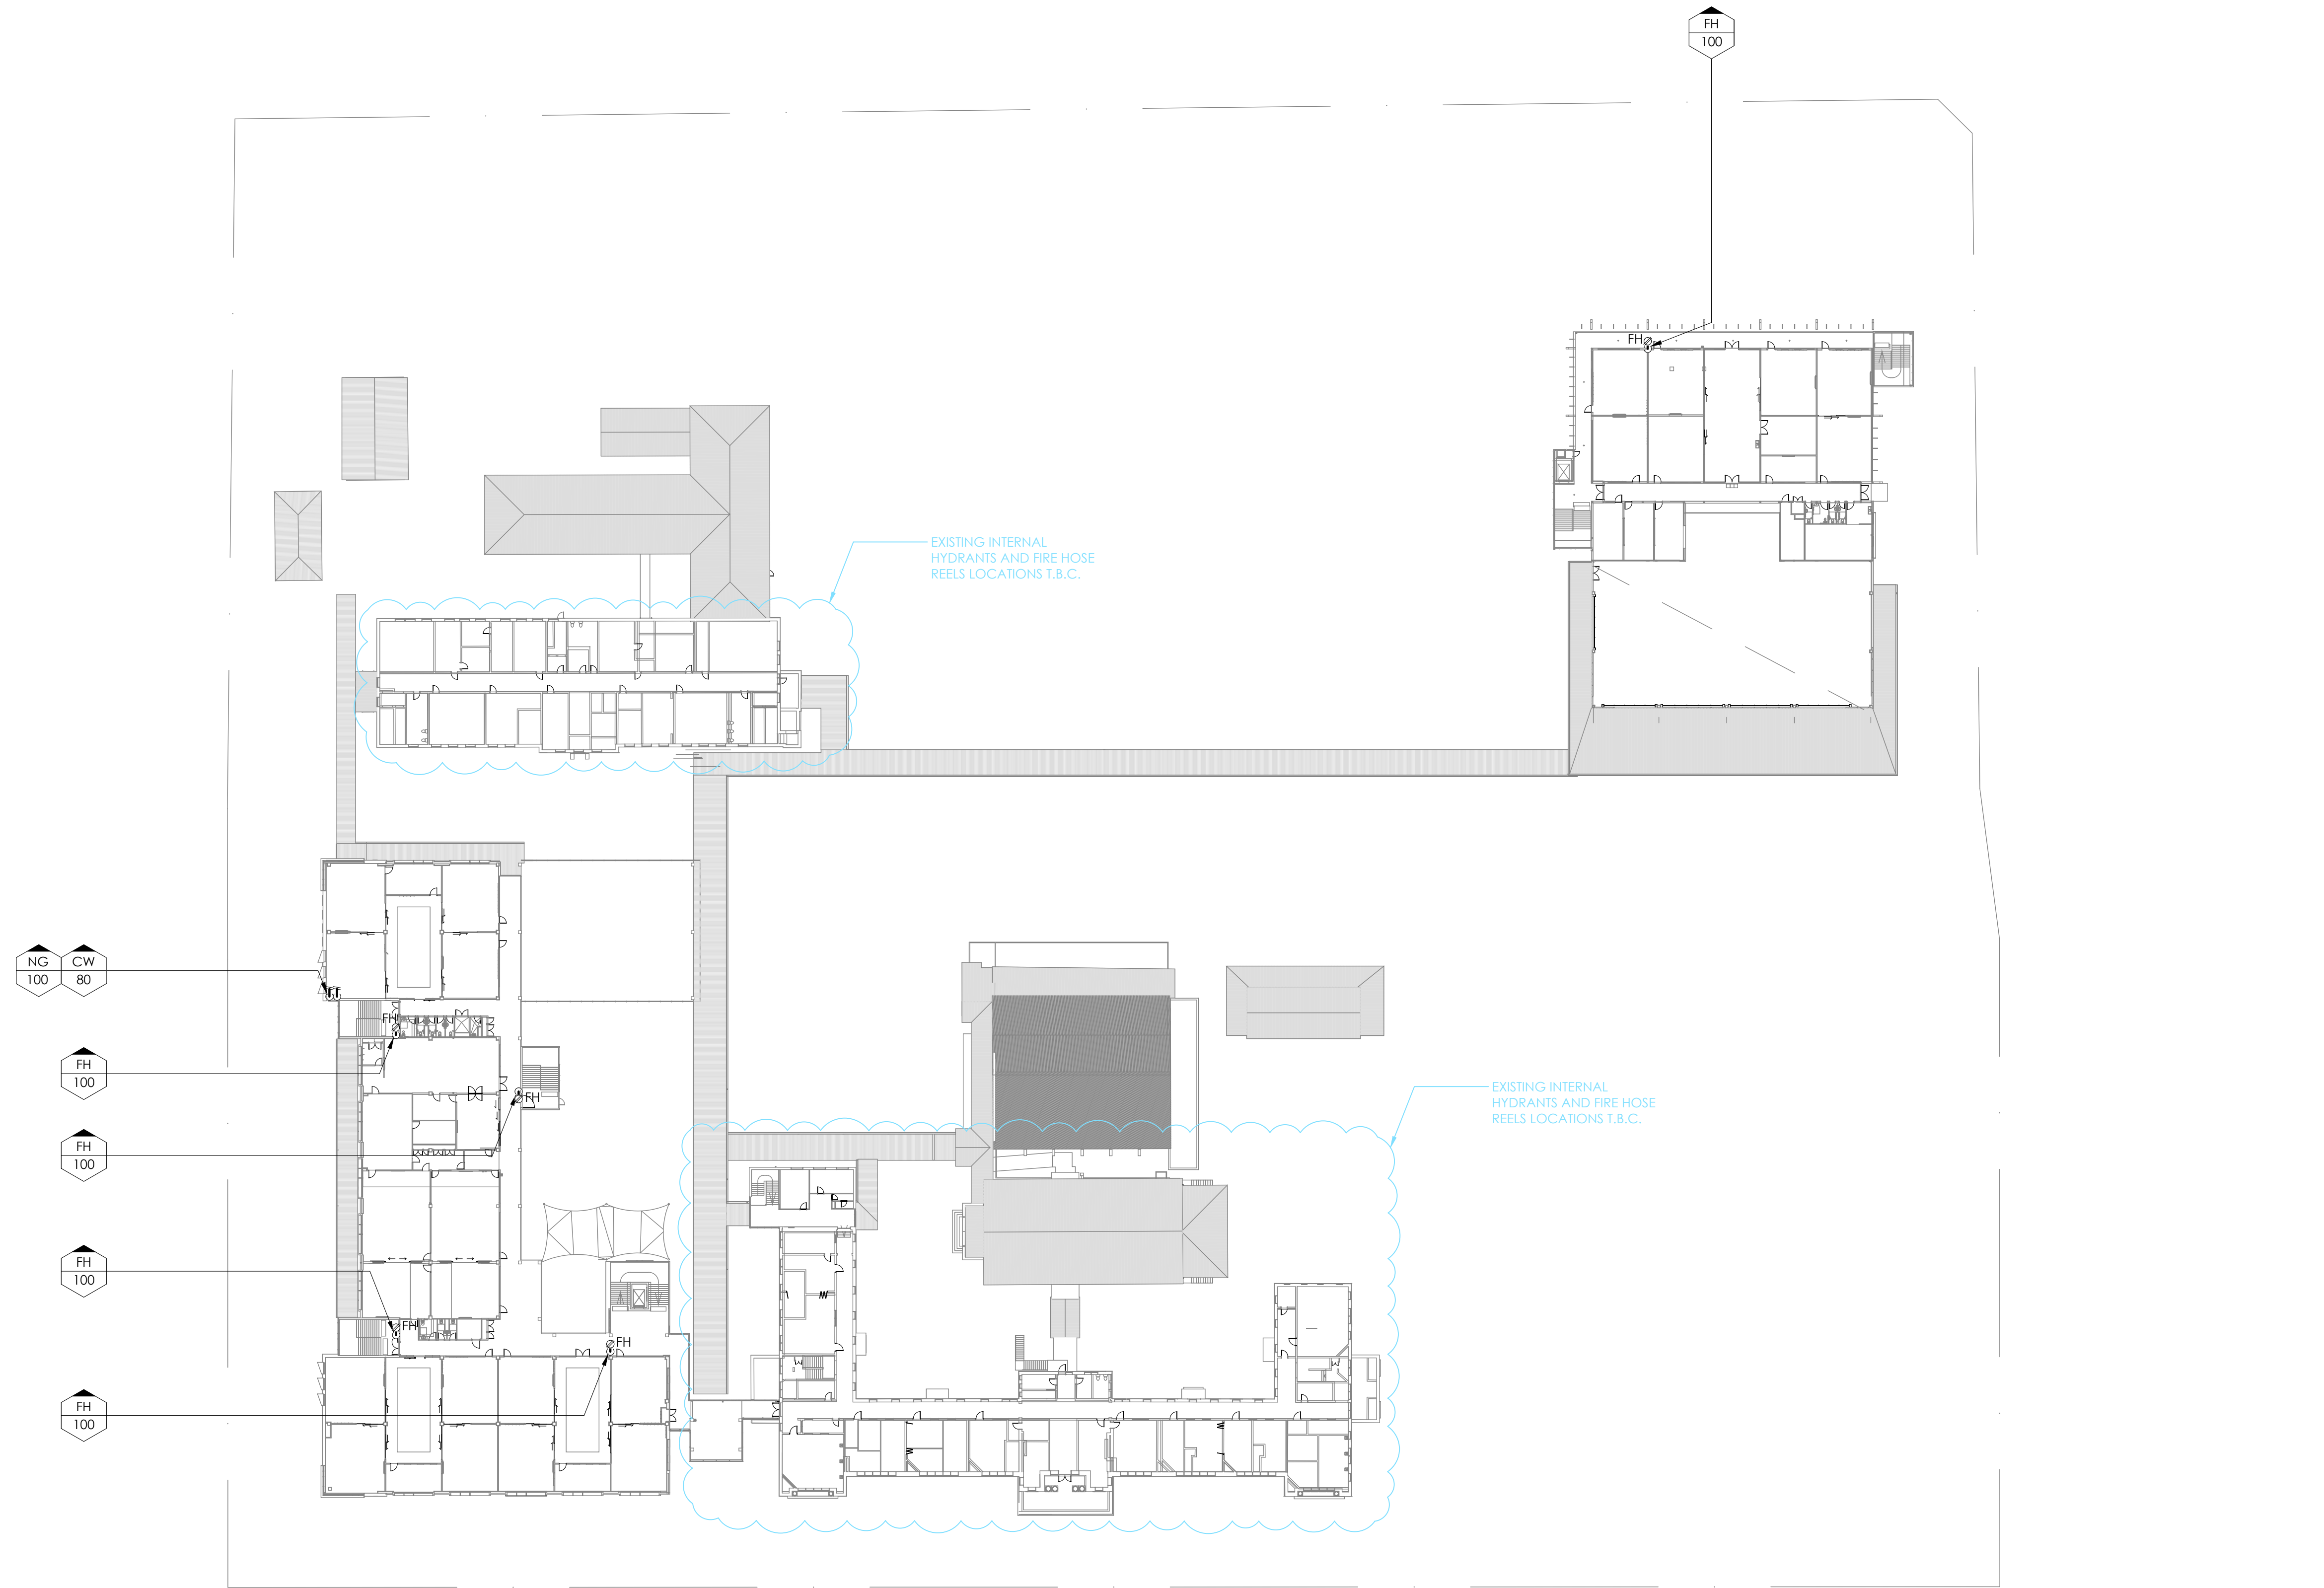 FH
100
FH
EXISTING INTERNAL
HYDRANTS AND FIRE HOSE
REELS LOCATIONS T.B.C.
NG
100
CW
80
FH
FH
100
FH
EXISTING INTERNAL
HYDRANTS AND FIRE HOSE
REELS LOCATIONS T.B.C.
FH
100
FH
100
FH
FH
FH
100